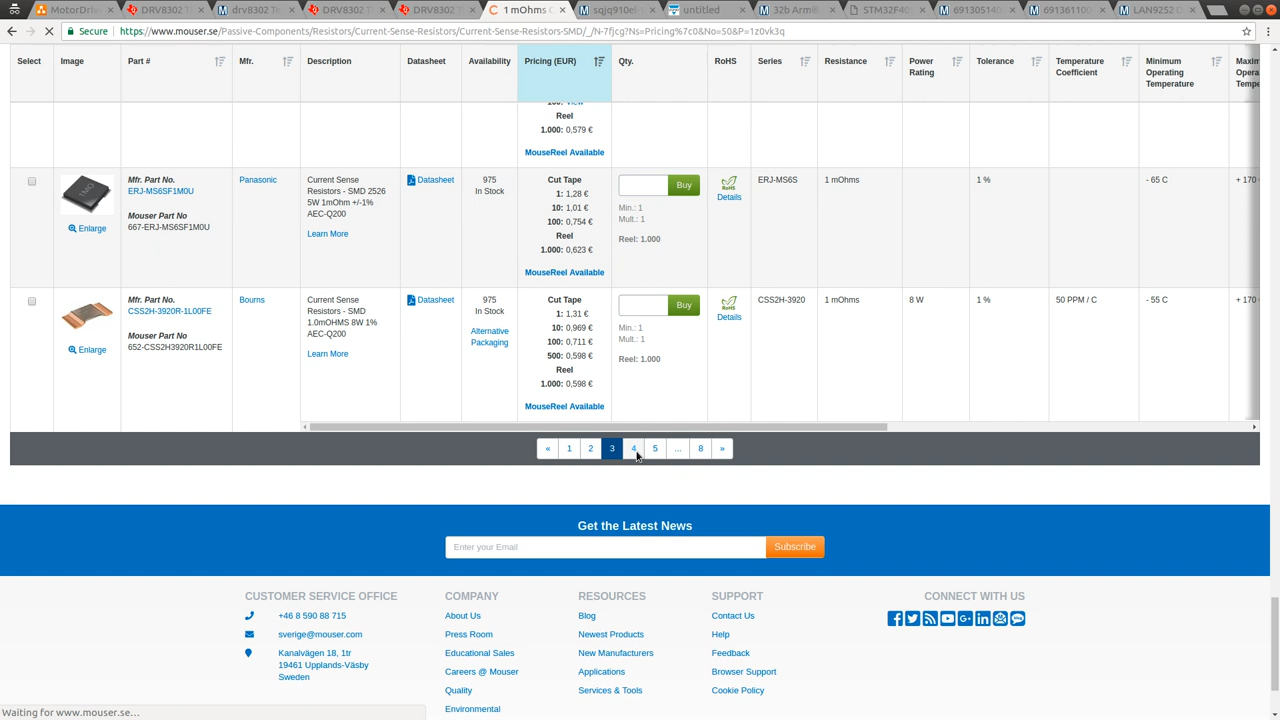 MotorDriv
DRV8302 T
drv8302 Te
DRV8302 T
DRV8302 T
1 mOhms C
sqjq910el
untitled
32b Arm®
STM32F40
691305140
691361100
LAN9252 D
Secure https://www.mouser.se/Passive-Components/Resistors/Current-Sense-Resistors/Current-Sense-Resistors-SMD/_/N-7fjcg?Ns=Pricing%7c0&No=50&P=1z0vk3q
Select
Image
Part #
Mfr.
Description
Datasheet
Availability
Pricing (EUR)
Qty.
RoHS
Series
Resistance
Power
Rating
Tolerance
Temperature
Coefficient
Minimum
Operating
Temperature
Maxim
Opera
Tempe
100: View
Reel
1.000: 0,579 €
MouseReel Available
Enlarge
Mfr. Part No.
ERJ-MS6SF1M0U
Mouser Part No
667-ERJ-MS6SF1M0U
Panasonic
Current Sense
Resistors - SMD 2526
5W 1mOhm +/-1%
AEC-Q200
Learn More
Datasheet
975
In Stock
Cut Tape
1: 1,28 €
10: 1,01 €
100: 0,754 €
Reel
1.000: 0,623 €
MouseReel Available
Buy
Min.: 1
Mult.: 1
Reel: 1.000
RoHS
Details
ERJ-MS6S
1 mOhms
1 %
- 65 C
+ 170
Enlarge
Mfr. Part No.
CSS2H-3920R-1L00FE
Mouser Part No
652-CSS2H3920R1L00FE
Bourns
Current Sense
Resistors - SMD
1.0mOHMS 8W 1%
AEC-Q200
Learn More
Datasheet
975
In Stock
Alternative
Packaging
Cut Tape
1: 1,31 €
10: 0,969 €
100: 0,711 €
500: 0,598 €
Reel
1.000: 0,598 €
MouseReel Available
Buy
Min.: 1
Mult.: 1
Reel: 1.000
RoHS
Details
CSS2H-3920
1 mOhms
8 W
1 %
50 PPM / C
- 55 C
+ 170
« 1 2 3 4 5 ... 8 »
Get the Latest News
Enter your Email
Subscribe
CUSTOMER SERVICE OFFICE
+46 8 590 88 715
sverige@mouser.com
Kanalvägen 18, 1tr
19461 Upplands-Väsby
Sweden
COMPANY
About Us
Press Room
Educational Sales
Careers @ Mouser
Quality
Environmental
RESOURCES
Blog
Newest Products
New Manufacturers
Applications
Services & Tools
SUPPORT
Contact Us
Help
Feedback
Browser Support
Cookie Policy
CONNECT WITH US
Waiting for www.mouser.se…